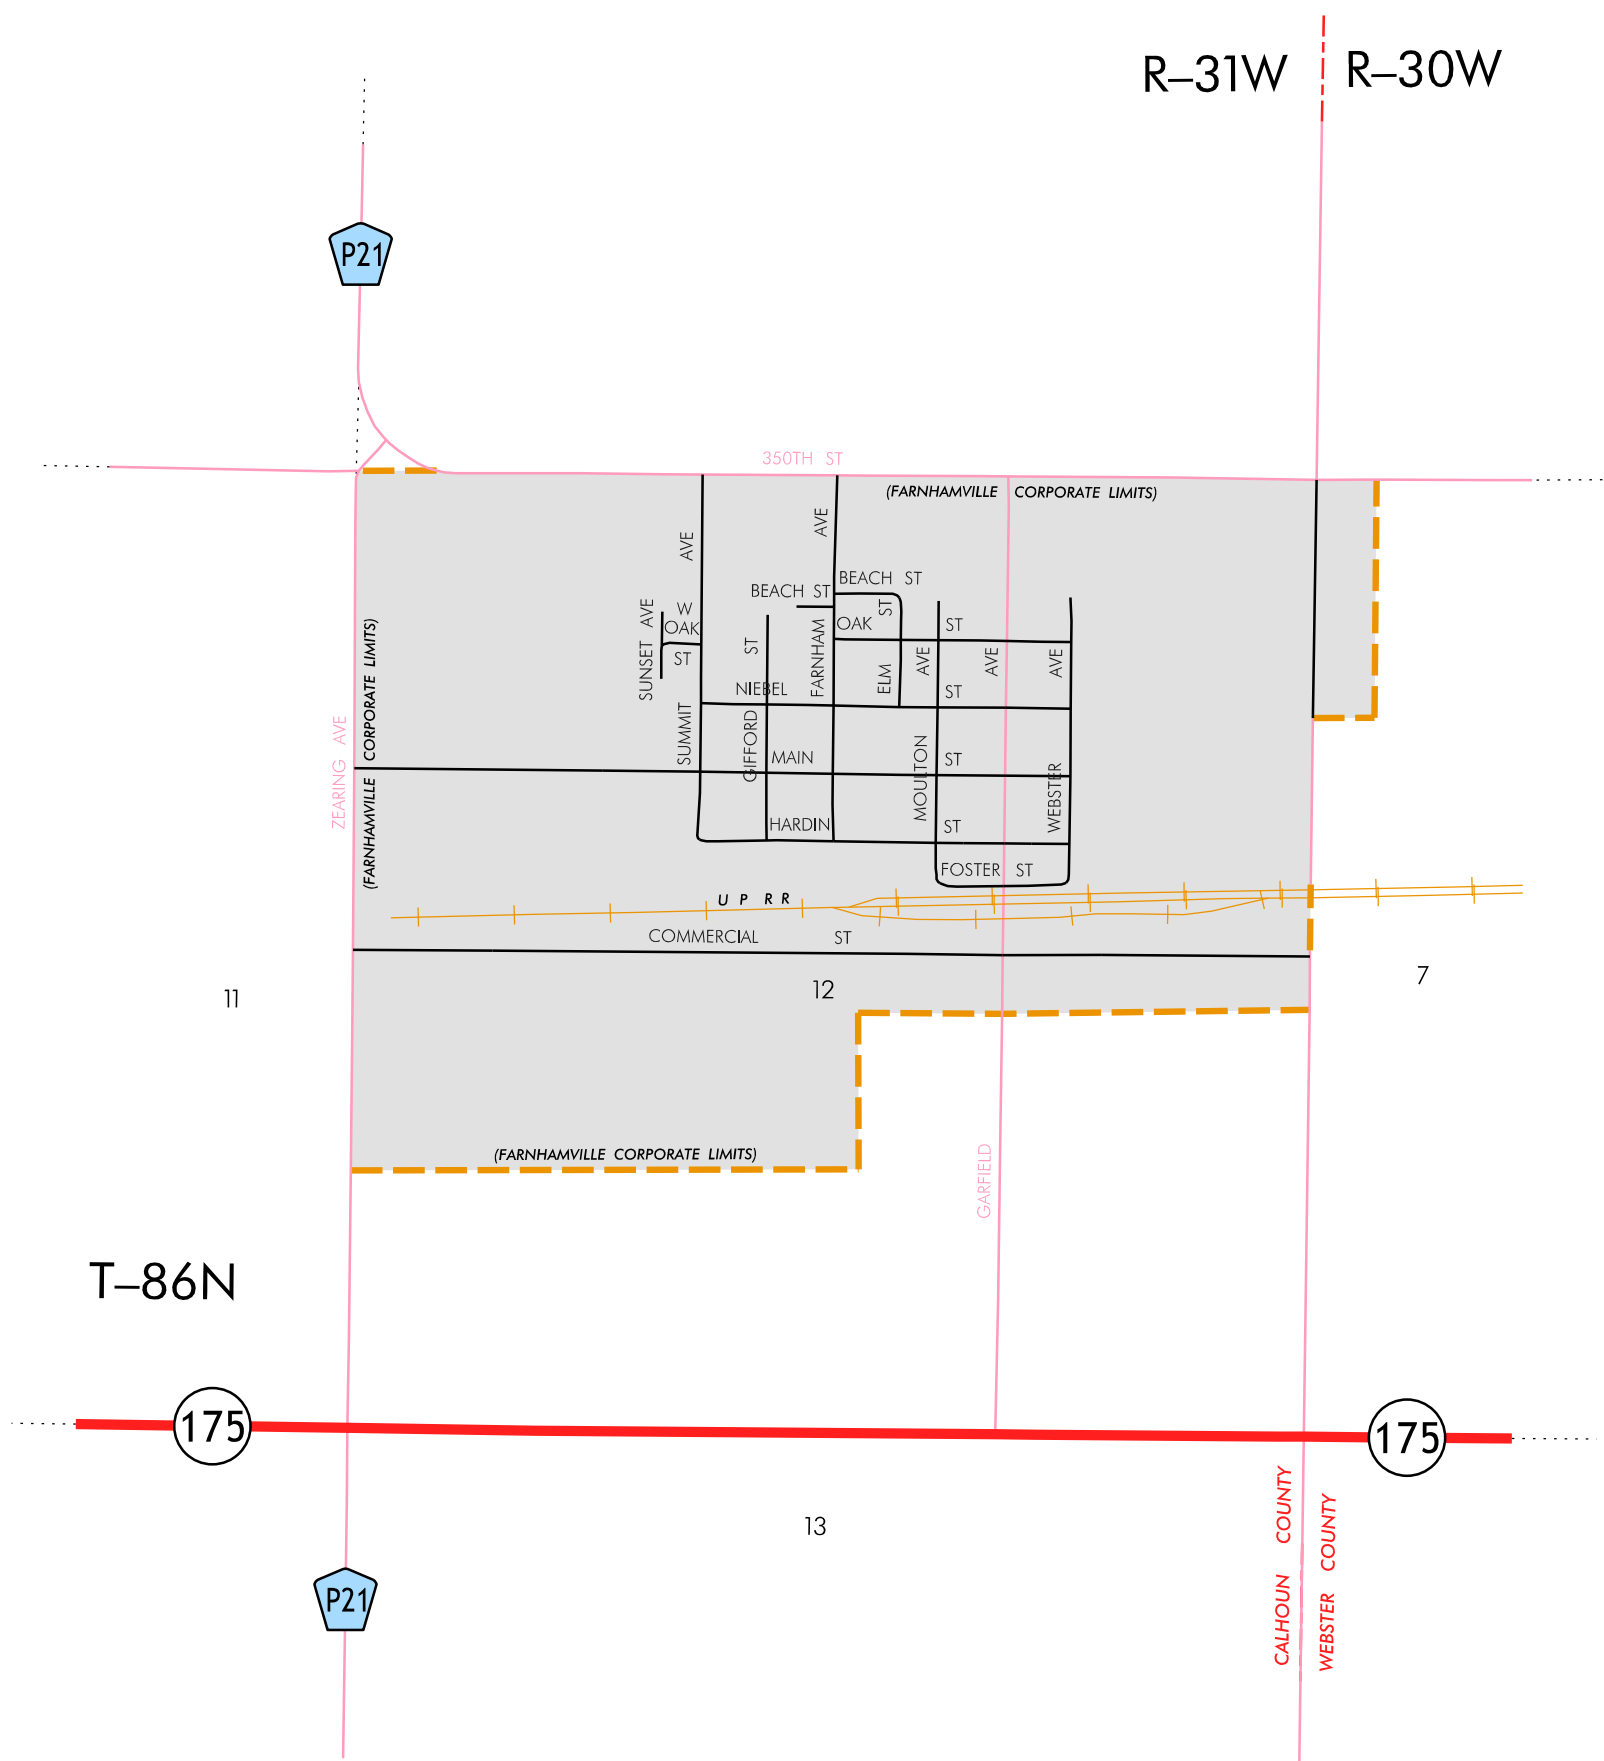 R–31W
R–30W
P21
350TH ST
(FARNHAMVILLE CORPORATE LIMITS)
AVE
AVE
BEACH ST
BEACH ST
SUNSET AVE
W
OAK
ST
ST
FARNHAM
OAK
ST
ST
ELM
AVE
AVE
AVE
NIEBEL
ST
SUMMIT
GIFFORD
MAIN
ST
MOULTON
WEBSTER
HARDIN
ST
FOSTER ST
ZEARING AVE
(FARNHAMVILLE CORPORATE LIMITS)
U P R R
COMMERCIAL ST
11
12
7
(FARNHAMVILLE CORPORATE LIMITS)
GARFIELD
T–86N
175
175
13
CALHOUN COUNTY
WEBSTER COUNTY
P21